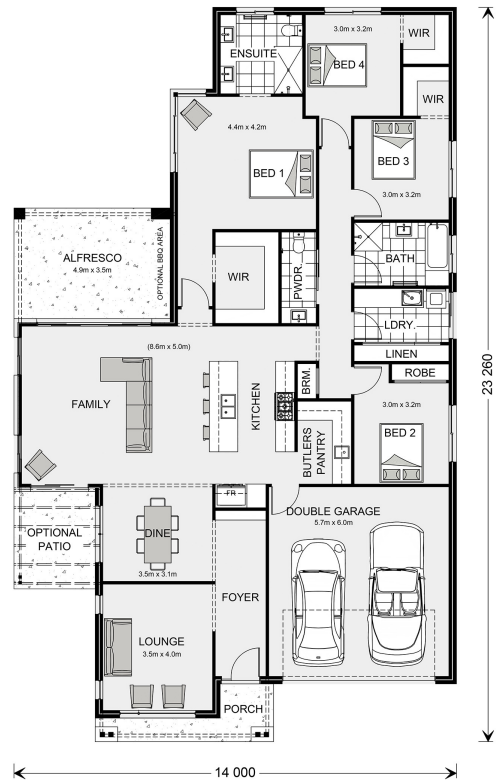 ENSUITE
3.0m x 3.2m
WIR
BED 4
WIR
4.4m x 4.2m
BED 1
BED 3
3.0m x 3.2m
ALFRESCO
4.9m x 3.5m
OPTIONAL BBQ AREA
WIR
PWDR.
BATH
LDRY.
LINEN
ROBE
(8.6m x 5.0m)
FAMILY
KITCHEN
BRM.
3.0m x 3.2m
BED 2
BUTLERS
PANTRY
23 260
FR
OPTIONAL
PATIO
DINE
3.5m x 3.1m
DOUBLE GARAGE
5.7m x 6.0m
FOYER
LOUNGE
3.5m x 4.0m
PORCH
14 000